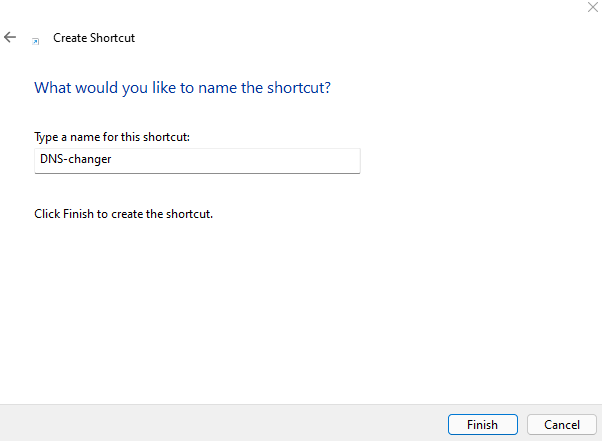 Create Shortcut
What would you like to name the shortcut?
Type a name for this shortcut:
DNS-changer
Click Finish to create the shortcut.
Finish
Cancel